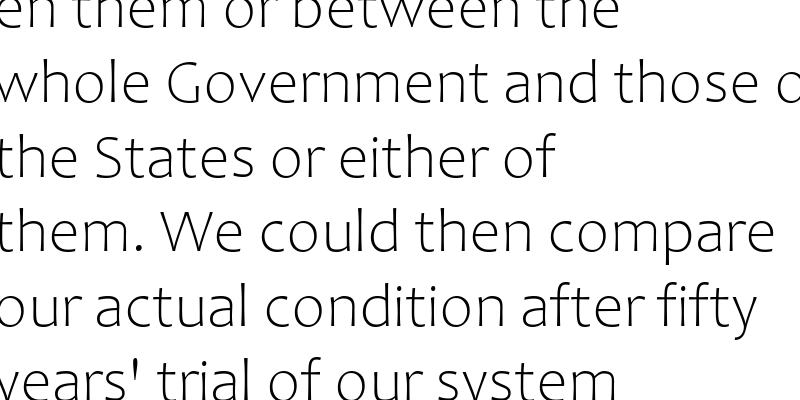 en them or between the
whole Government and those o
the States or either of
them. We could then compare
our actual condition after fifty
years' trial of our system